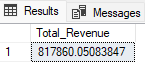 Results Messages
Total_Revenue
1 817860.05083847